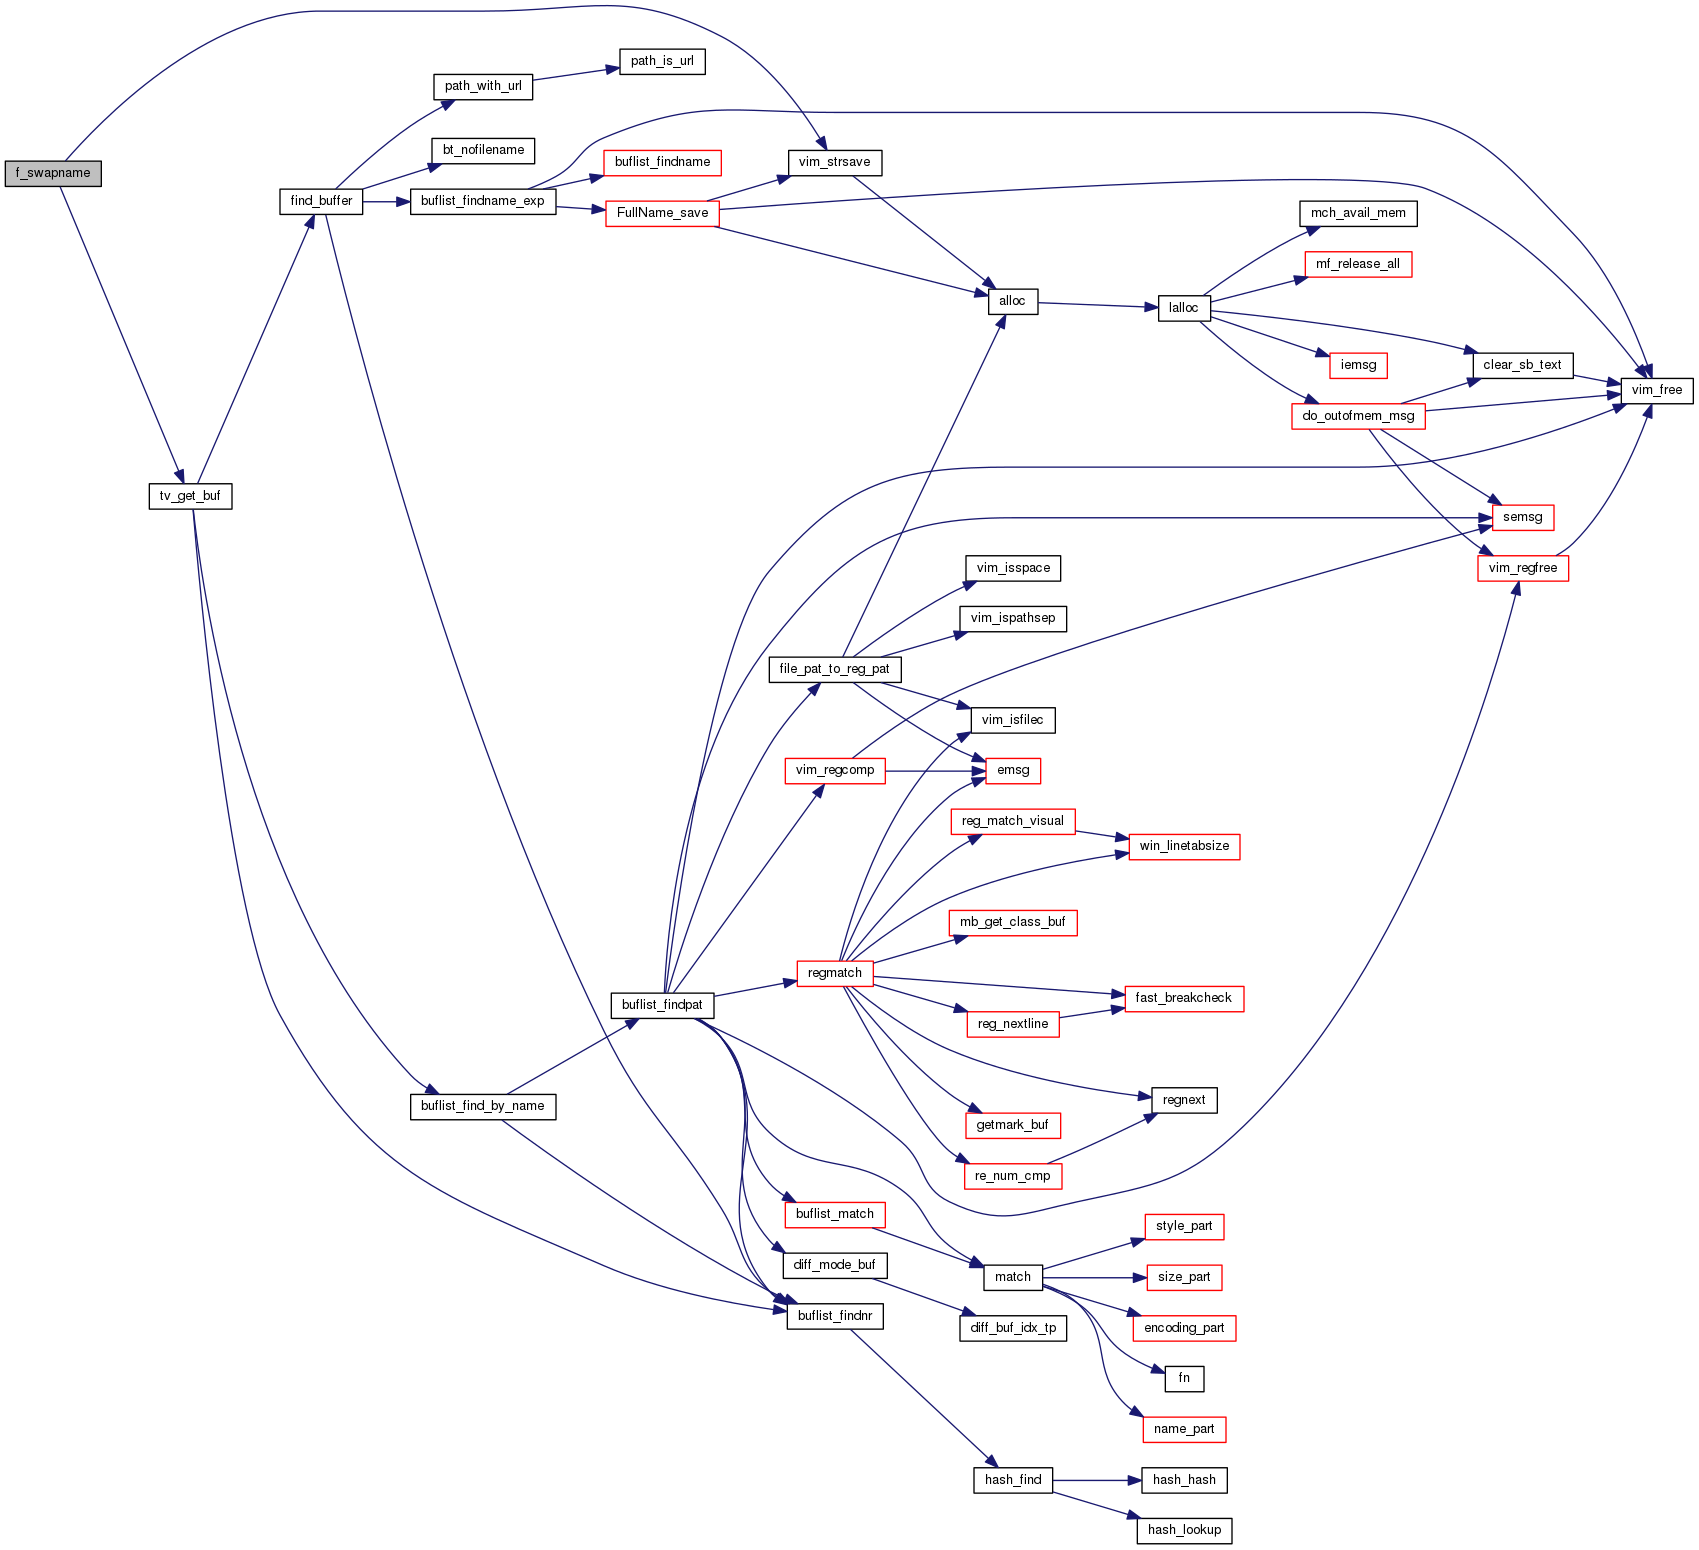 f_swapname
tv_get_buf
find_buffer
path_with_url
path_is_url
bt_nofilename
buflist_findname_exp
buflist_findname
FullName_save
vim_strsave
alloc
lalloc
mch_avail_mem
mf_release_all
iemsg
clear_sb_text
do_outofmem_msg
vim_free
semsg
vim_regfree
vim_isspace
vim_ispathsep
file_pat_to_reg_pat
vim_isfilec
vim_regcomp
emsg
reg_match_visual
win_linetabsize
mb_get_class_buf
regmatch
fast_breakcheck
buflist_findpat
reg_nextline
regnext
buflist_find_by_name
getmark_buf
re_num_cmp
buflist_match
style_part
diff_mode_buf
match
size_part
buflist_findnr
diff_buf_idx_tp
encoding_part
fn
name_part
hash_find
hash_hash
hash_lookup